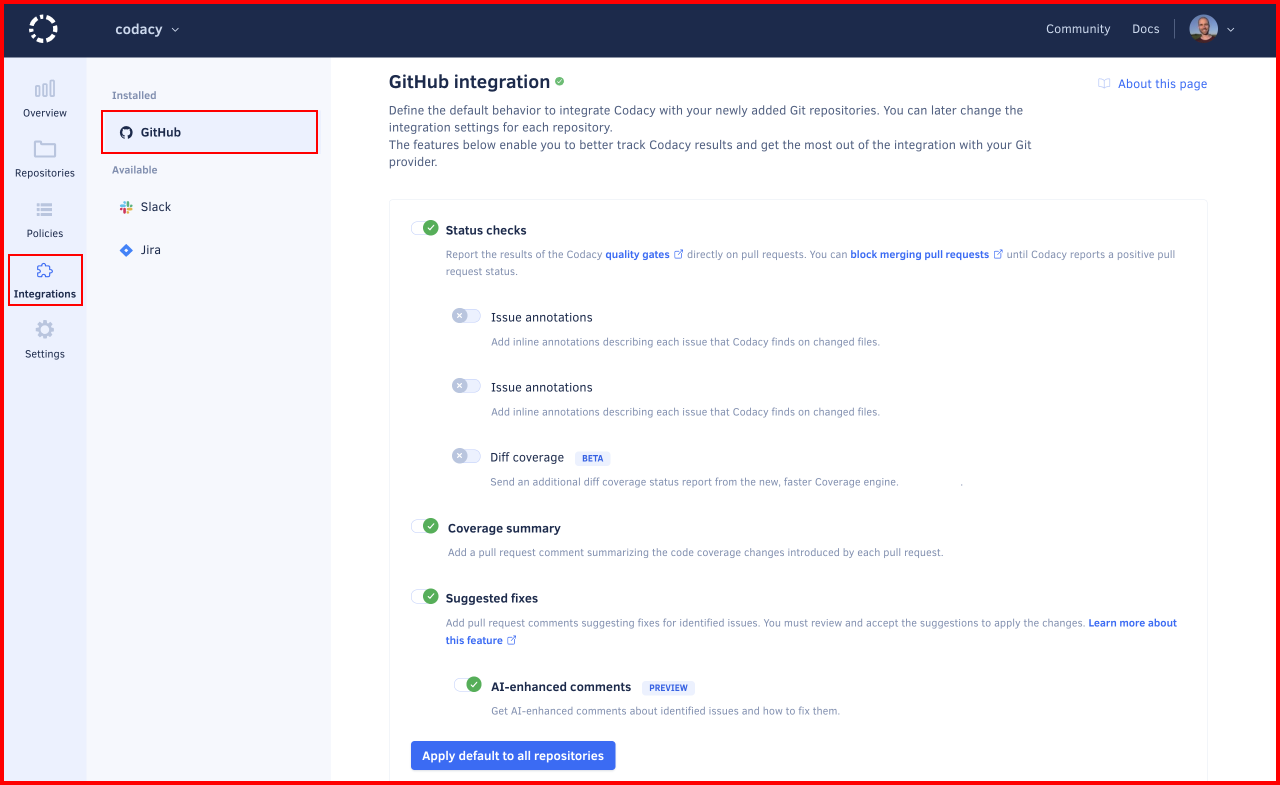 codacy
Community
Docs
Overview
Repositories
Policies
Integrations
Settings
Installed
GitHub
Available
Slack
Jira
GitHub integration
About this page
Define the default behavior to integrate Codacy with your newly added Git repositories. You can later change the
integration settings for each repository.
The features below enable you to better track Codacy results and get the most out of the integration with your Git
provider.
Status checks
Report the results of the Codacy quality gates directly on pull requests. You can block merging pull requests until Codacy reports a positive pull
request status.
Issue annotations
Add inline annotations describing each issue that Codacy finds on changed files.
Issue annotations
Add inline annotations describing each issue that Codacy finds on changed files.
Diff coverage BETA
Send an additional diff coverage status report from the new, faster Coverage engine. .
Coverage summary
Add a pull request comment summarizing the code coverage changes introduced by each pull request.
Suggested fixes
Add pull request comments suggesting fixes for identified issues. You must review and accept the suggestions to apply the changes. Learn more about
this feature
AI-enhanced comments PREVIEW
Get AI-enhanced comments about identified issues and how to fix them.
Apply default to all repositories